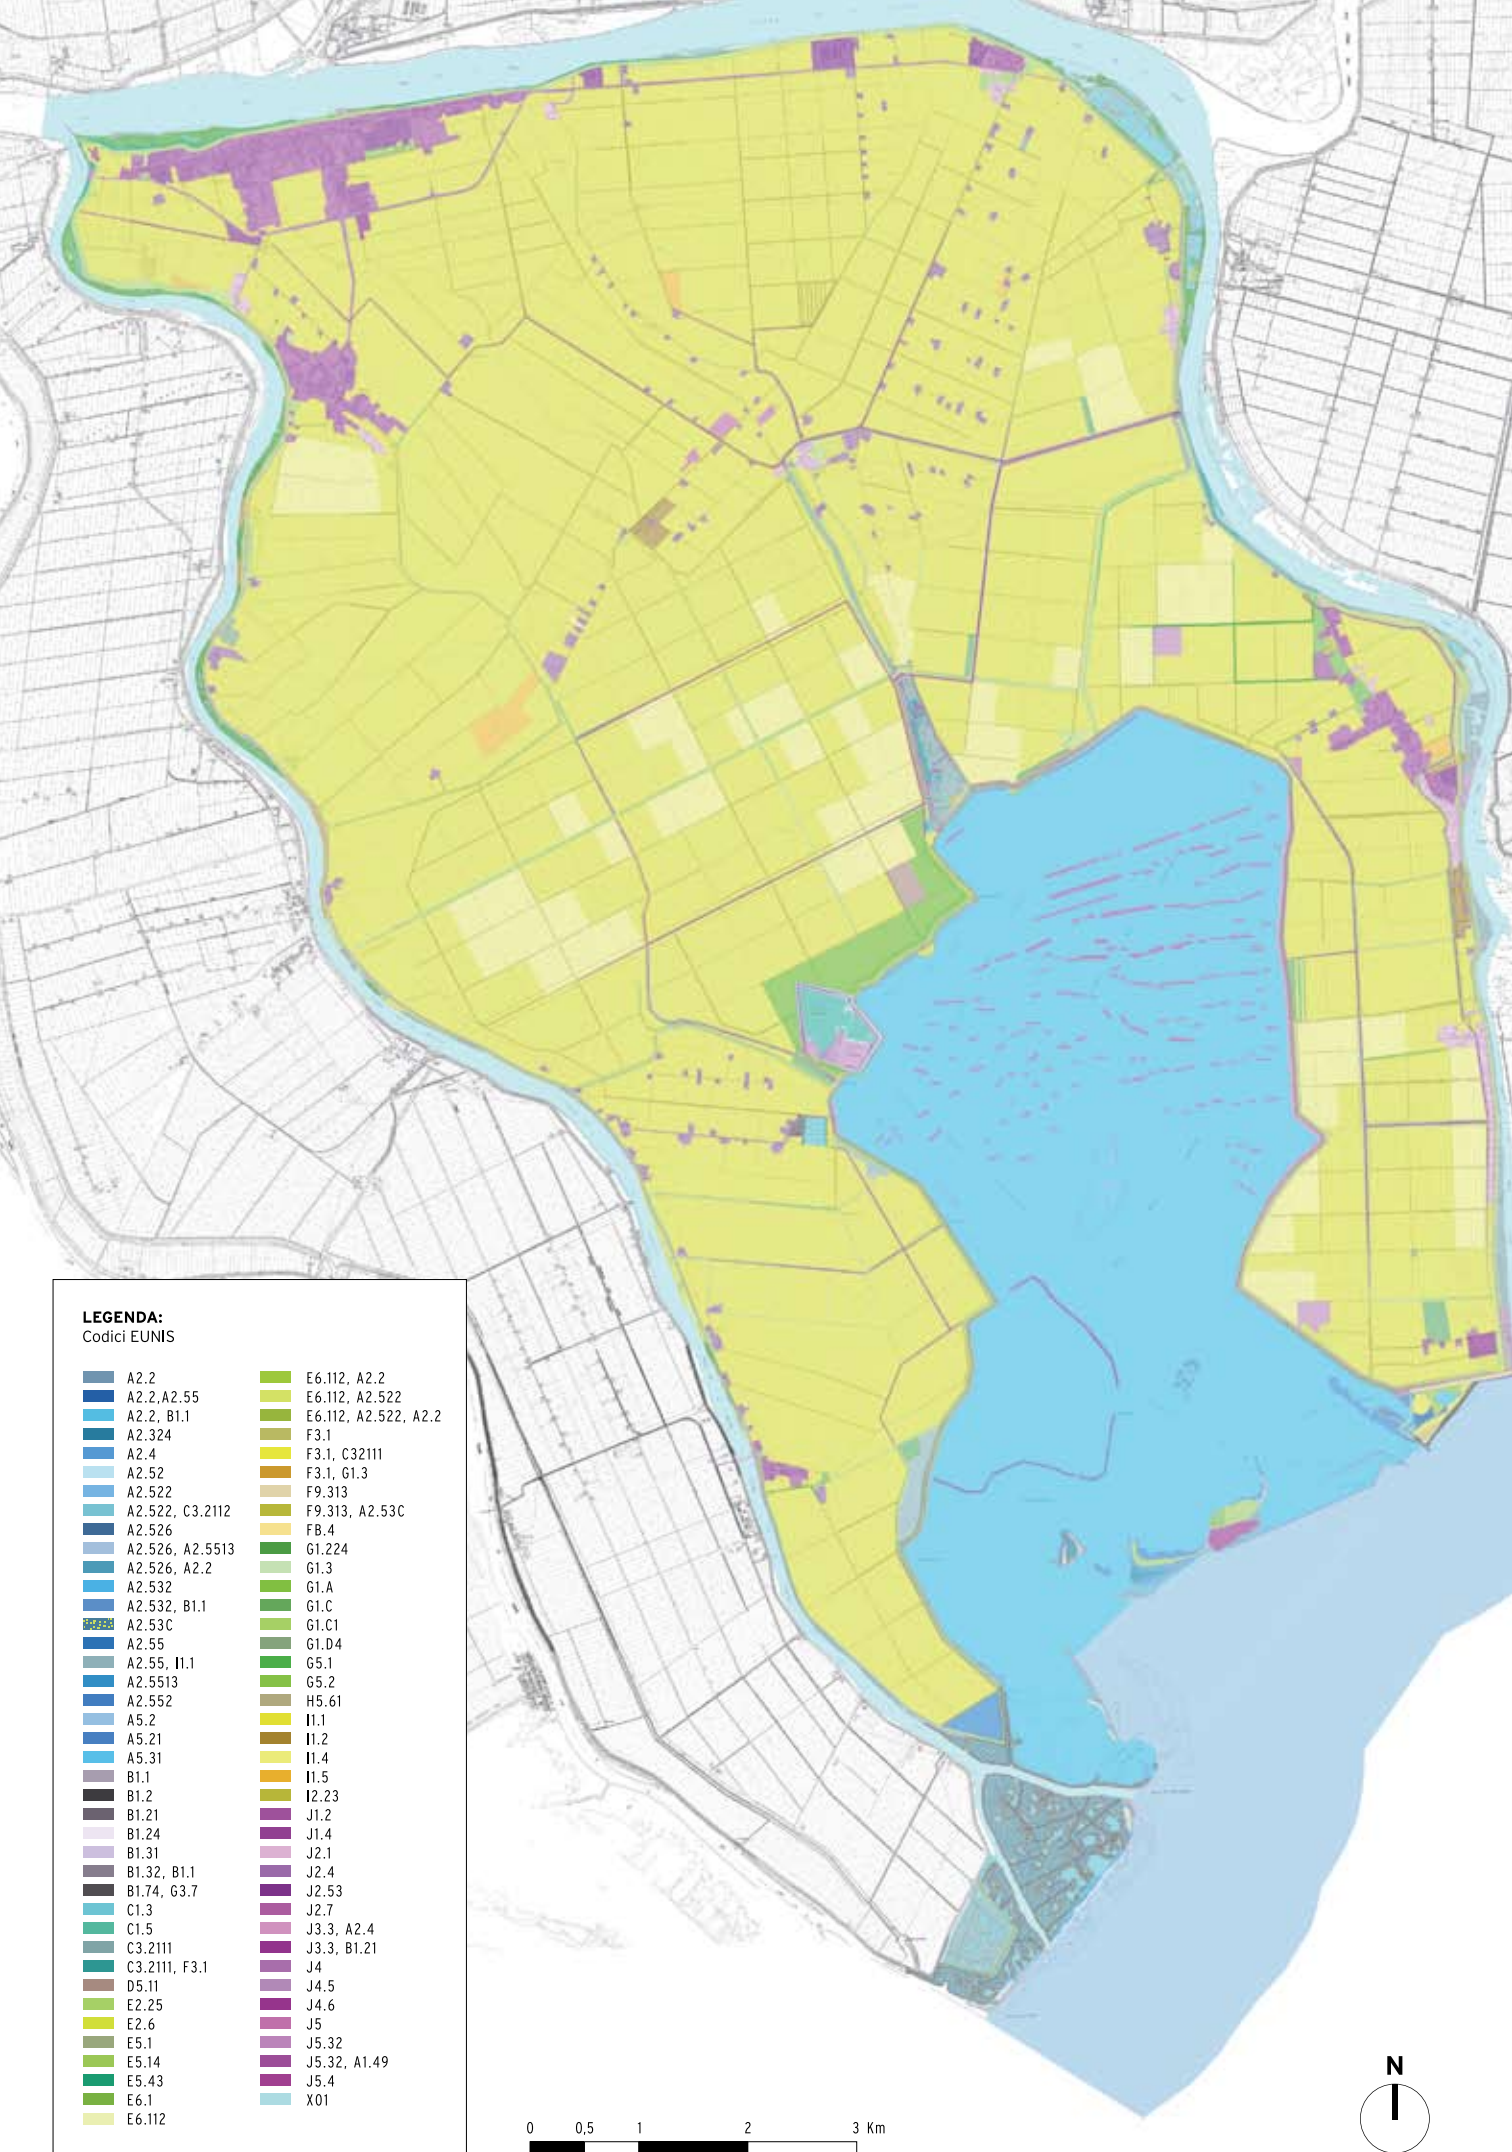 LEGENDA:
Codici EUNIS
A2.2
A2.2,A2.55
A2.2, B1.1
A2.324
A2.4
A2.52
A2.522
A2.522, C3.2112
A2.526
A2.526, A2.5513
A2.526, A2.2
A2.532
A2.532, B1.1
A2.53C
A2.55
A2.55, I1.1
A2.5513
A2.552
A5.2
A5.21
A5.31
B1.1
B1.2
B1.21
B1.24
B1.31
B1.32, B1.1
B1.74, G3.7
C1.3
C1.5
C3.2111
C3.2111, F3.1
D5.11
E2.25
E2.6
E5.1
E5.14
E5.43
E6.1
E6.112
E6.112, A2.2
E6.112, A2.522
E6.112, A2.522, A2.2
F3.1
F3.1, C32111
F3.1, G1.3
F9.313
F9.313, A2.53C
FB.4
G1.224
G1.3
G1.A
G1.C
G1.C1
G1.D4
G5.1
G5.2
H5.61
I1.1
I1.2
I1.4
I1.5
I2.23
J1.2
J1.4
J2.1
J2.4
J2.53
J2.7
J3.3, A2.4
J3.3, B1.21
J4
J4.5
J4.6
J5
J5.32
J5.32, A1.49
J5.4
X01
0 0,5 1 2 3 Km
N